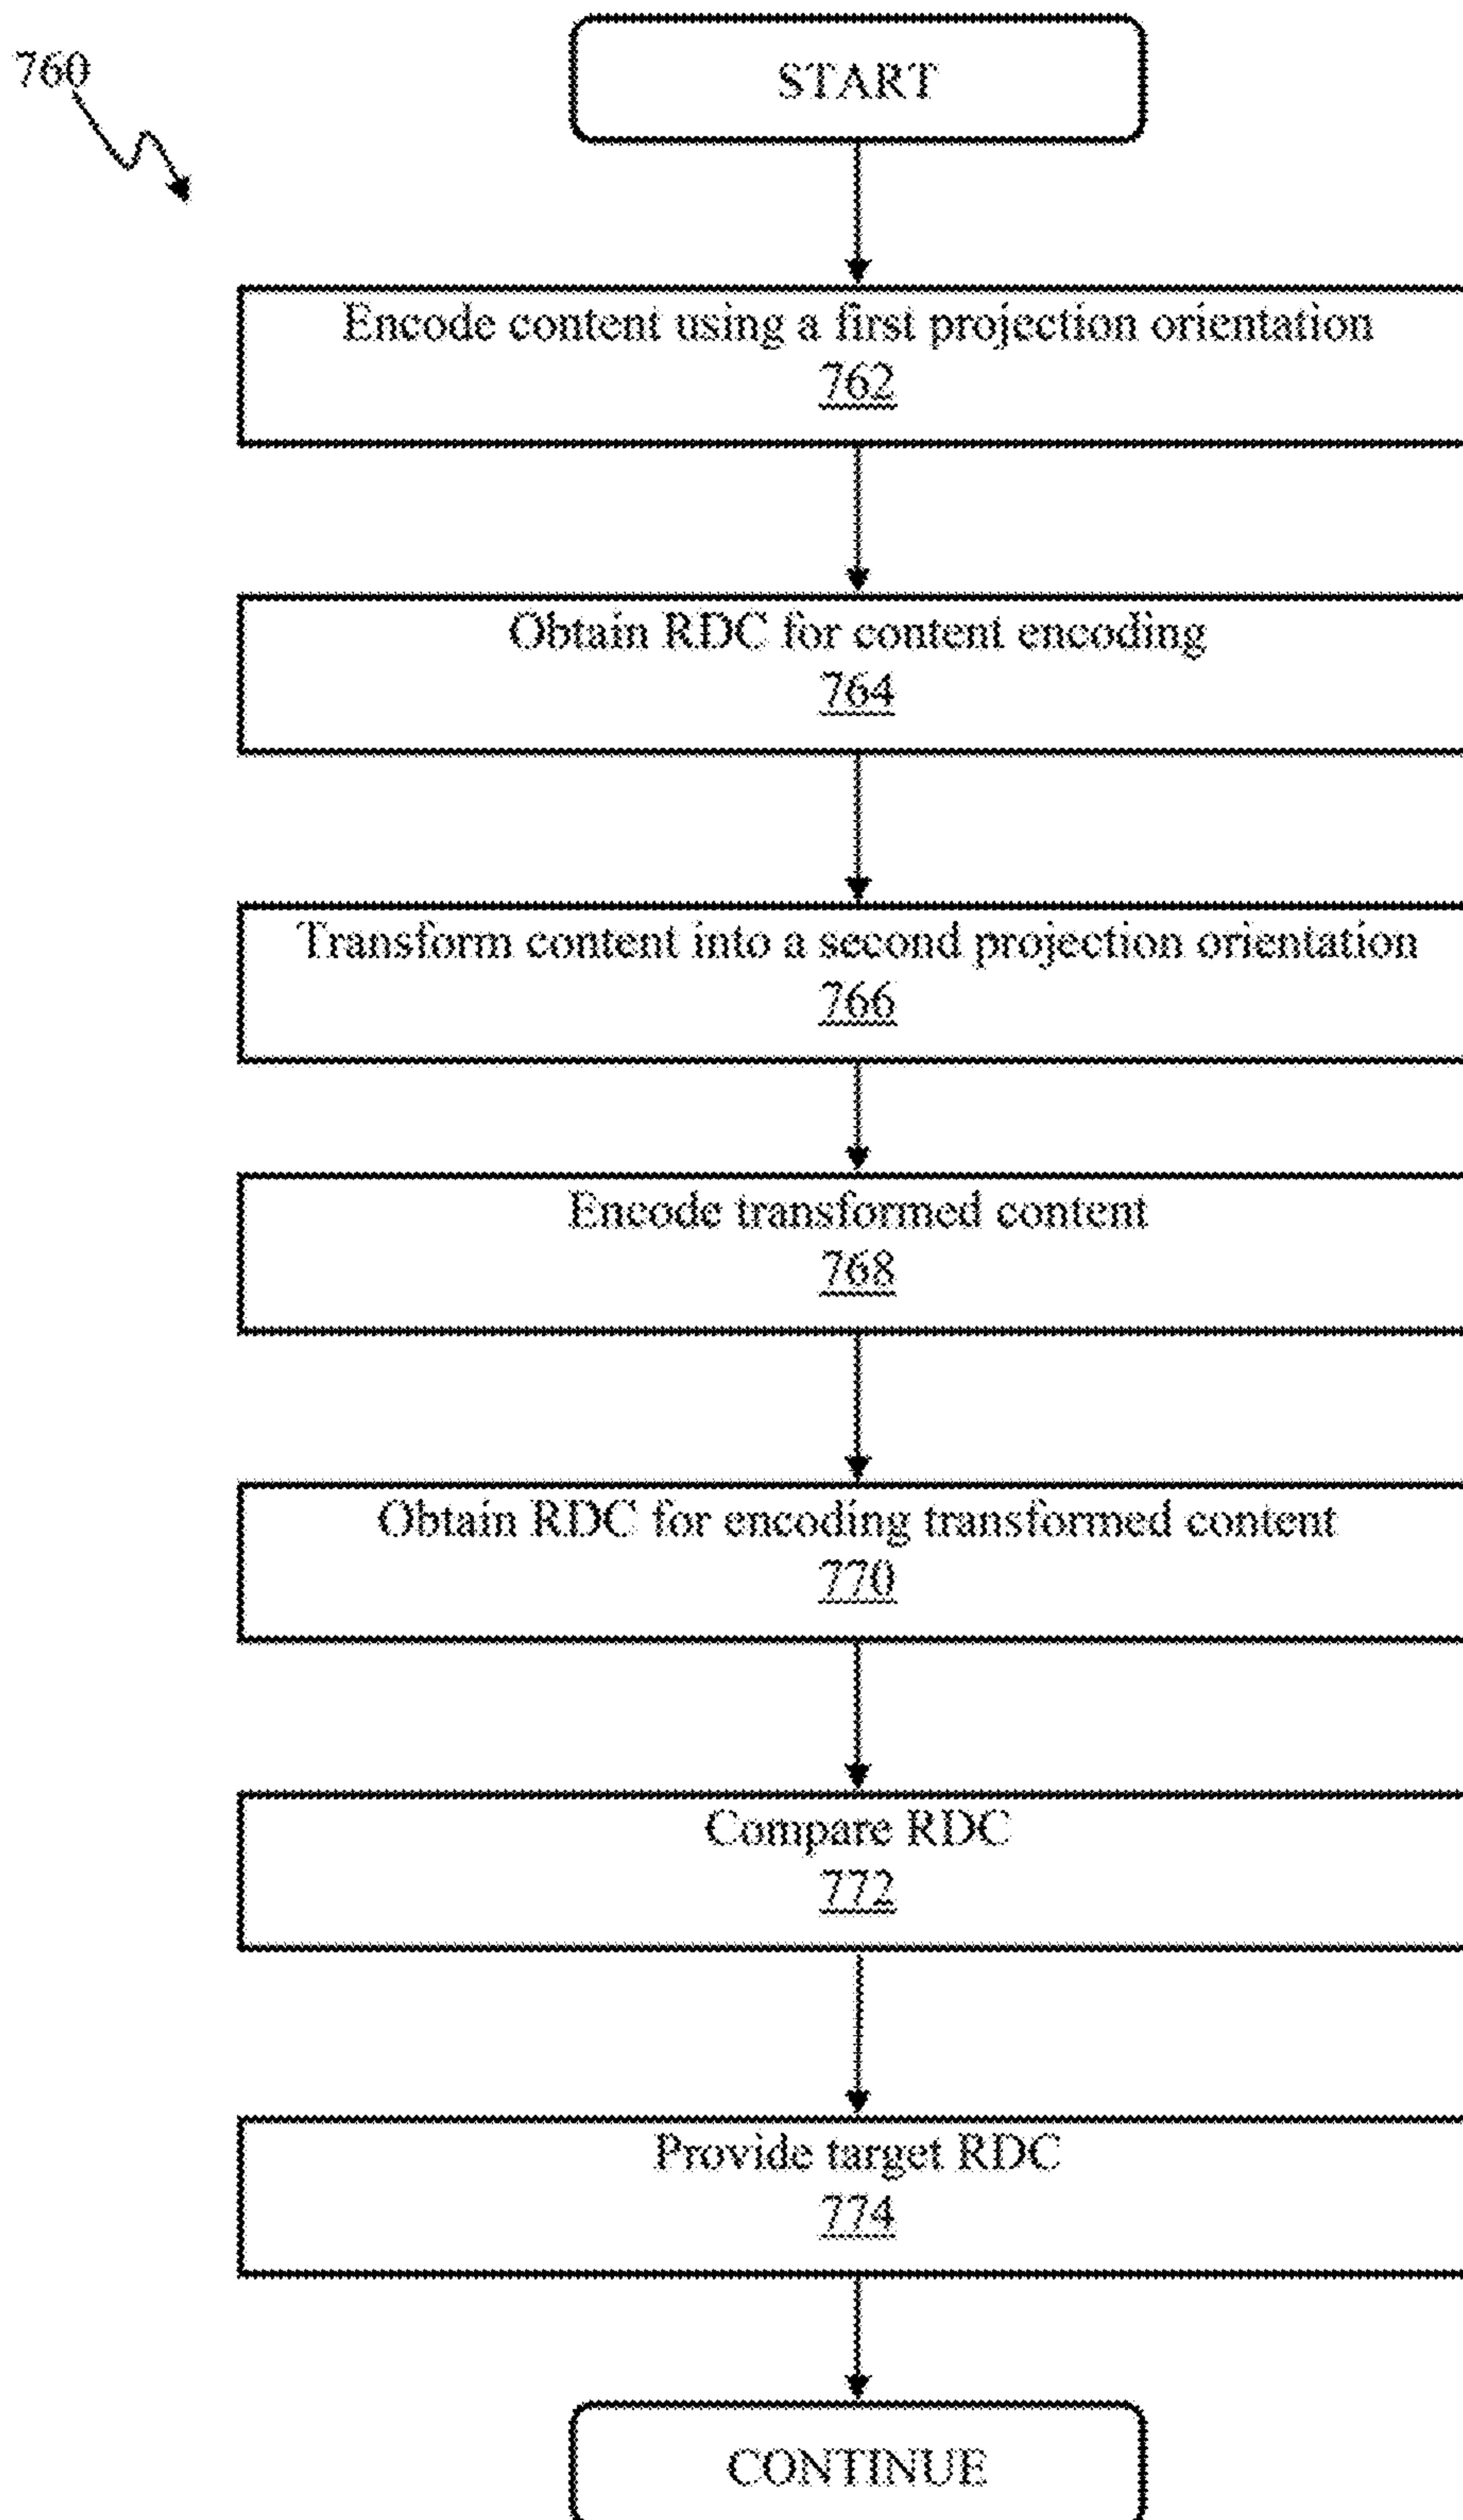 760
START
Encode content using a first projection orientation
762
Obtain RDC for content encoding
764
Transform content into a second projection orientation
766
Encode transformed content
768
Obtain RDC for encoding transformed content
770
Compare RDC
772
Provide target RDC
774
CONTINUE